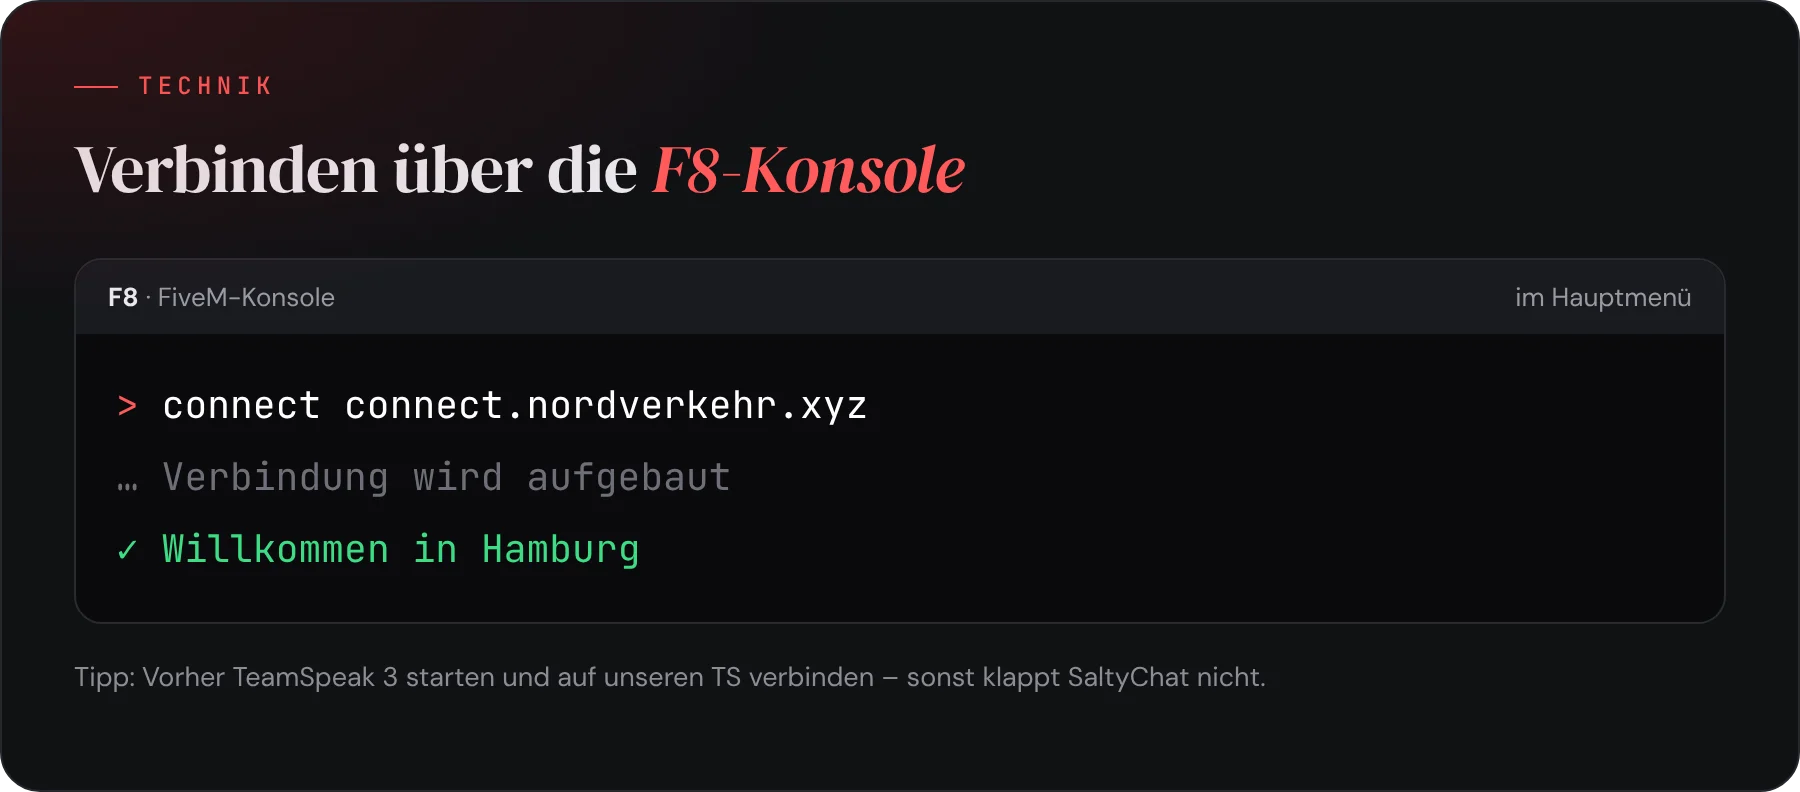 TECHNIK
Verbinden über die F8-Konsole
F8 · FiveM-Konsole
im Hauptmenü
> connect connect.nordverkehr.xyz
… Verbindung wird aufgebaut
✓ Willkommen in Hamburg
Tipp: Vorher TeamSpeak 3 starten und auf unseren TS verbinden – sonst klappt SaltyChat nicht.